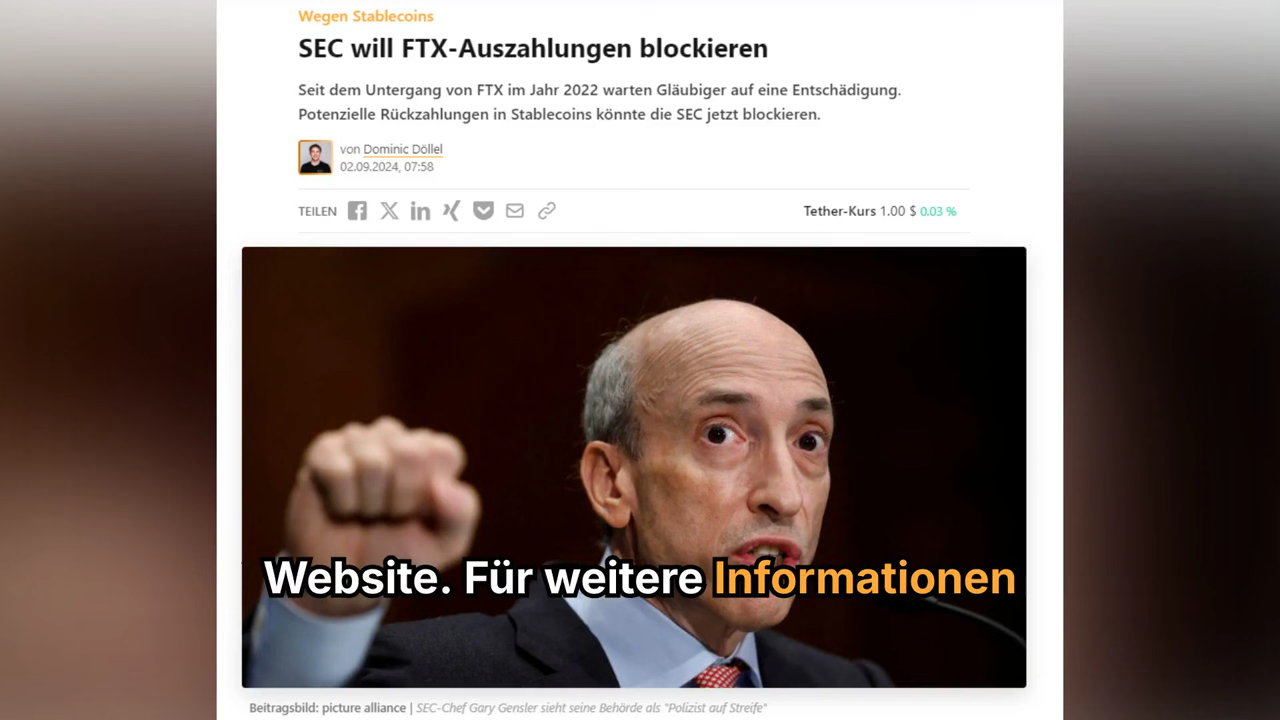 Wegen Stablecoins
SEC will FTX-Auszahlungen blockieren
Seit dem Untergang von FTX im Jahr 2022 warten Gläubiger auf eine Entschädigung.
Potenzielle Rückzahlungen in Stablecoins könnte die SEC jetzt blockieren.
von Dominic Döllel
02.09.2024, 07:58
TEILEN
Tether-Kurs 1.00 $ 0.03 %
Website. Für weitere Informationen
Beitragsbild: picture alliance | SEC-Chef Gary Gensler sieht seine Behörde als "Polizist auf Streife"